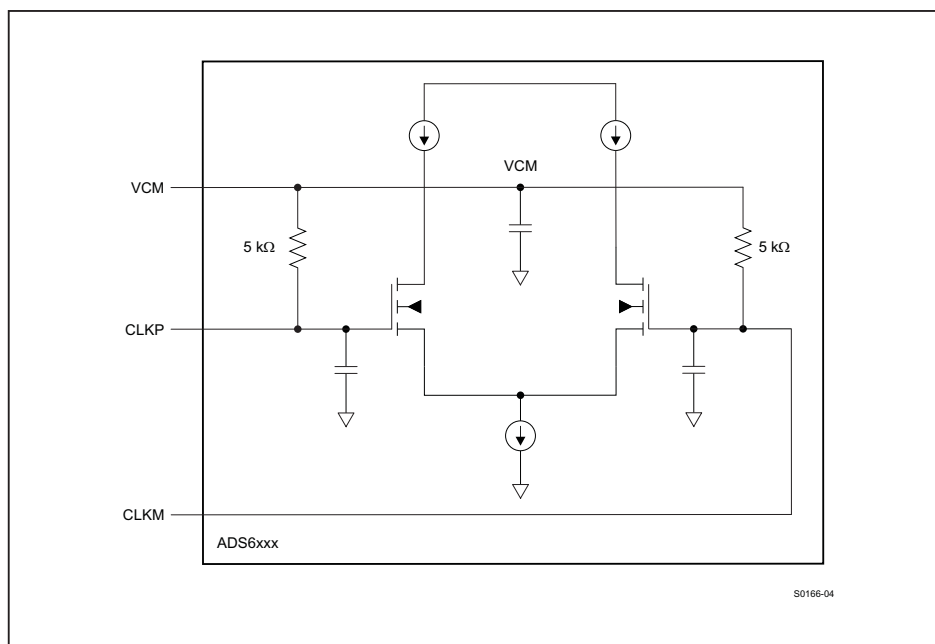 VCM
VCM
5 kΩ
5 kΩ
CLKP
CLKM
ADS6xxx
S0166-04